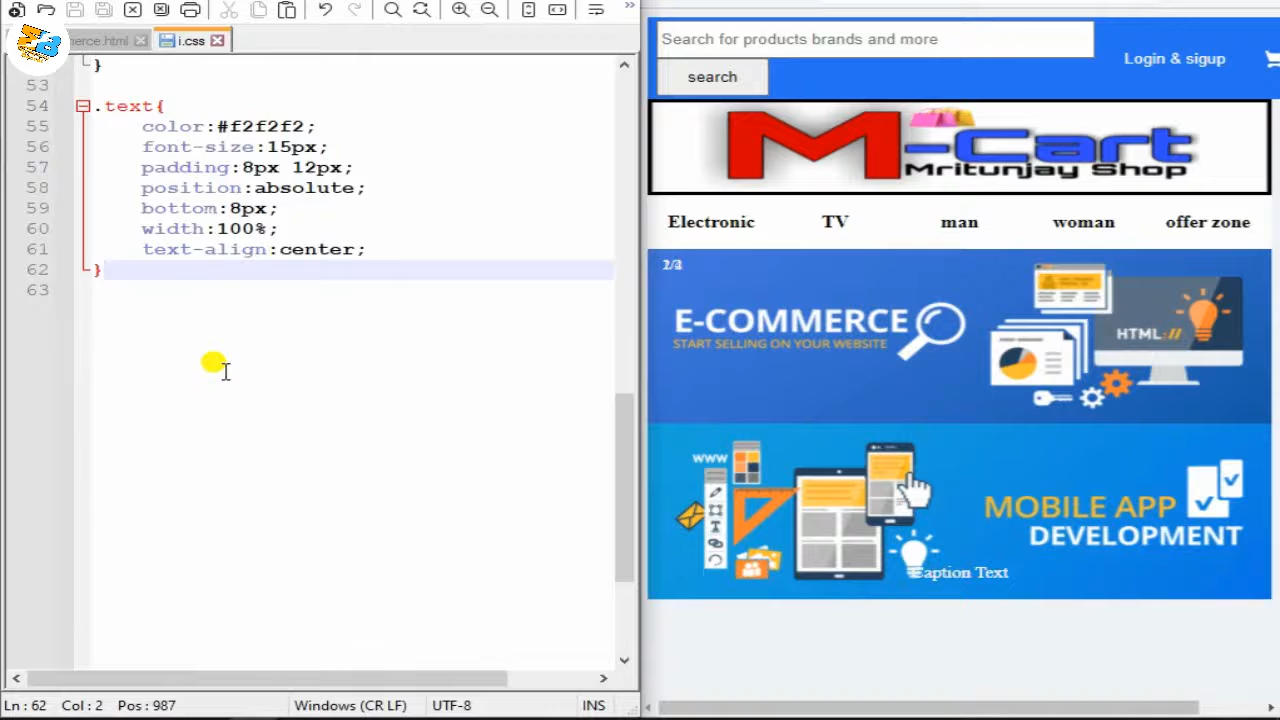 merce.html
i.css
}
53
54 .text{
55 color:#f2f2f2;
56 font-size:15px;
57 padding:8px 12px;
58 position:absolute;
59 bottom:8px;
60 width:100%;
61 text-align:center;
62 }
63
Ln : 62 Col : 2 Pos : 987 Windows (CR LF) UTF-8 INS
Search for products brands and more
search
Login & sigup
M-Cart
Mritunjay Shop
Electronic TV man woman offer zone
E-COMMERCE
START SELLING ON YOUR WEBSITE
HTML://
www
MOBILE APP
DEVELOPMENT
Caption Text